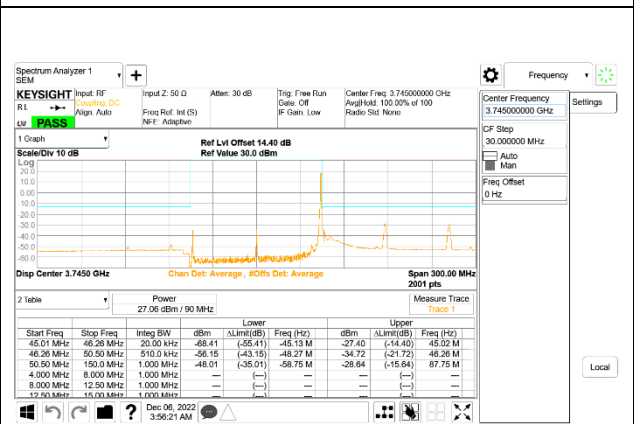 Spectrum Analyzer 1
SEM
+
Frequency
KEYSIGHT
Input: RF
Input Z: 50 Ω
Atten: 30 dB
Trig: Free Run
Center Freq: 3.745000000 GHz
RL
Coupling: DC
Gate: Off
Avg|Hold: 100.00% of 100
Align: Auto
Freq Ref: Int (S)
IF Gain: Low
Radio Std: None
NFE: Adaptive
PASS
Center Frequency
3.745000000 GHz
Settings
CF Step
30.000000 MHz
Auto
Man
Freq Offset
0 Hz
1 Graph
Ref Lvl Offset 14.40 dB
Scale/Div 10 dB
Ref Value 30.0 dBm
Log
20.0
10.0
0.00
-10.0
-20.0
-30.0
-40.0
-50.0
-60.0
Disp Center 3.7450 GHz
Chan Det: Average , #Offs Det: Average
Span 300.00 MHz
2001 pts
2 Table
Power
27.06 dBm / 90 MHz
Measure Trace
Trace 1
Lower Upper
Start Freq Stop Freq Integ BW dBm ΔLimit(dB) Freq (Hz) dBm ΔLimit(dB) Freq (Hz)
45.01 MHz 46.26 MHz 20.00 kHz -68.41 (-55.41) -45.13 M -27.40 (-14.40) 45.02 M
46.26 MHz 50.50 MHz 510.0 kHz -56.15 (-43.15) -48.27 M -34.72 (-21.72) 46.26 M
50.50 MHz 150.0 MHz 1.000 MHz -48.01 (-35.01) -58.75 M -28.64 (-15.64) 87.75 M
4.000 MHz 8.000 MHz 1.000 MHz --- (---) --- --- (---) ---
8.000 MHz 12.50 MHz 1.000 MHz --- (---) --- --- (---) ---
12.50 MHz 15.00 MHz 1.000 MHz --- (---) --- --- (---) ---
Local
?
Dec 06, 2022
3:56:21 AM